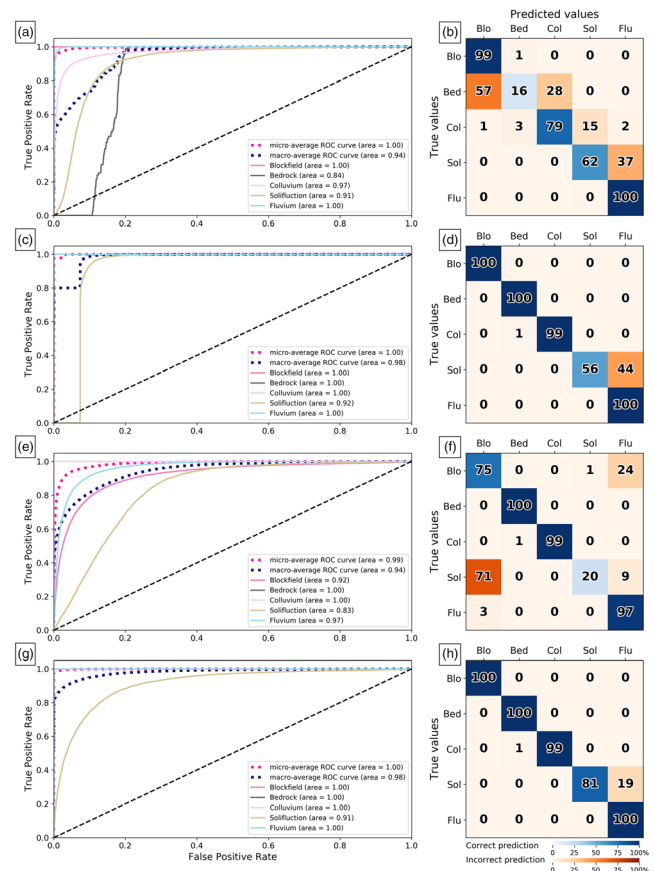 Predicted values
(a)
(b)
Blo Bed Col Sol Flu
1.0
0.8
0.6
0.4
0.2
0.0
0.0 0.2 0.4 0.6 0.8 1.0
True Positive Rate
micro-average ROC curve (area = 1.00)
macro-average ROC curve (area = 0.94)
Blockfield (area = 1.00)
Bedrock (area = 0.84)
Colluvium (area = 0.97)
Solifluction (area = 0.91)
Fluvium (area = 1.00)
True values
Blo 99 1 0 0 0
Bed 57 16 28 0 0
Col 1 3 79 15 2
Sol 0 0 0 62 37
Flu 0 0 0 0 100
(c)
(d)
Blo Bed Col Sol Flu
1.0
0.8
0.6
0.4
0.2
0.0
0.0 0.2 0.4 0.6 0.8 1.0
True Positive Rate
micro-average ROC curve (area = 1.00)
macro-average ROC curve (area = 0.98)
Blockfield (area = 1.00)
Bedrock (area = 1.00)
Colluvium (area = 1.00)
Solifluction (area = 0.92)
Fluvium (area = 1.00)
True values
Blo 100 0 0 0 0
Bed 0 100 0 0 0
Col 0 1 99 0 0
Sol 0 0 0 56 44
Flu 0 0 0 0 100
(e)
(f)
Blo Bed Col Sol Flu
1.0
0.8
0.6
0.4
0.2
0.0
0.0 0.2 0.4 0.6 0.8 1.0
True Positive Rate
micro-average ROC curve (area = 0.99)
macro-average ROC curve (area = 0.94)
Blockfield (area = 0.92)
Bedrock (area = 1.00)
Colluvium (area = 1.00)
Solifluction (area = 0.83)
Fluvium (area = 0.97)
True values
Blo 75 0 0 1 24
Bed 0 100 0 0 0
Col 0 1 99 0 0
Sol 71 0 0 20 9
Flu 3 0 0 0 97
(g)
(h)
Blo Bed Col Sol Flu
1.0
0.8
0.6
0.4
0.2
0.0
0.0 0.2 0.4 0.6 0.8 1.0
True Positive Rate
False Positive Rate
micro-average ROC curve (area = 1.00)
macro-average ROC curve (area = 0.98)
Blockfield (area = 1.00)
Bedrock (area = 1.00)
Colluvium (area = 1.00)
Solifluction (area = 0.91)
Fluvium (area = 1.00)
True values
Blo 100 0 0 0 0
Bed 0 100 0 0 0
Col 0 1 99 0 0
Sol 0 0 0 81 19
Flu 0 0 0 0 100
Correct prediction
0 25 75 100%
Incorrect prediction
0 25 75 100%